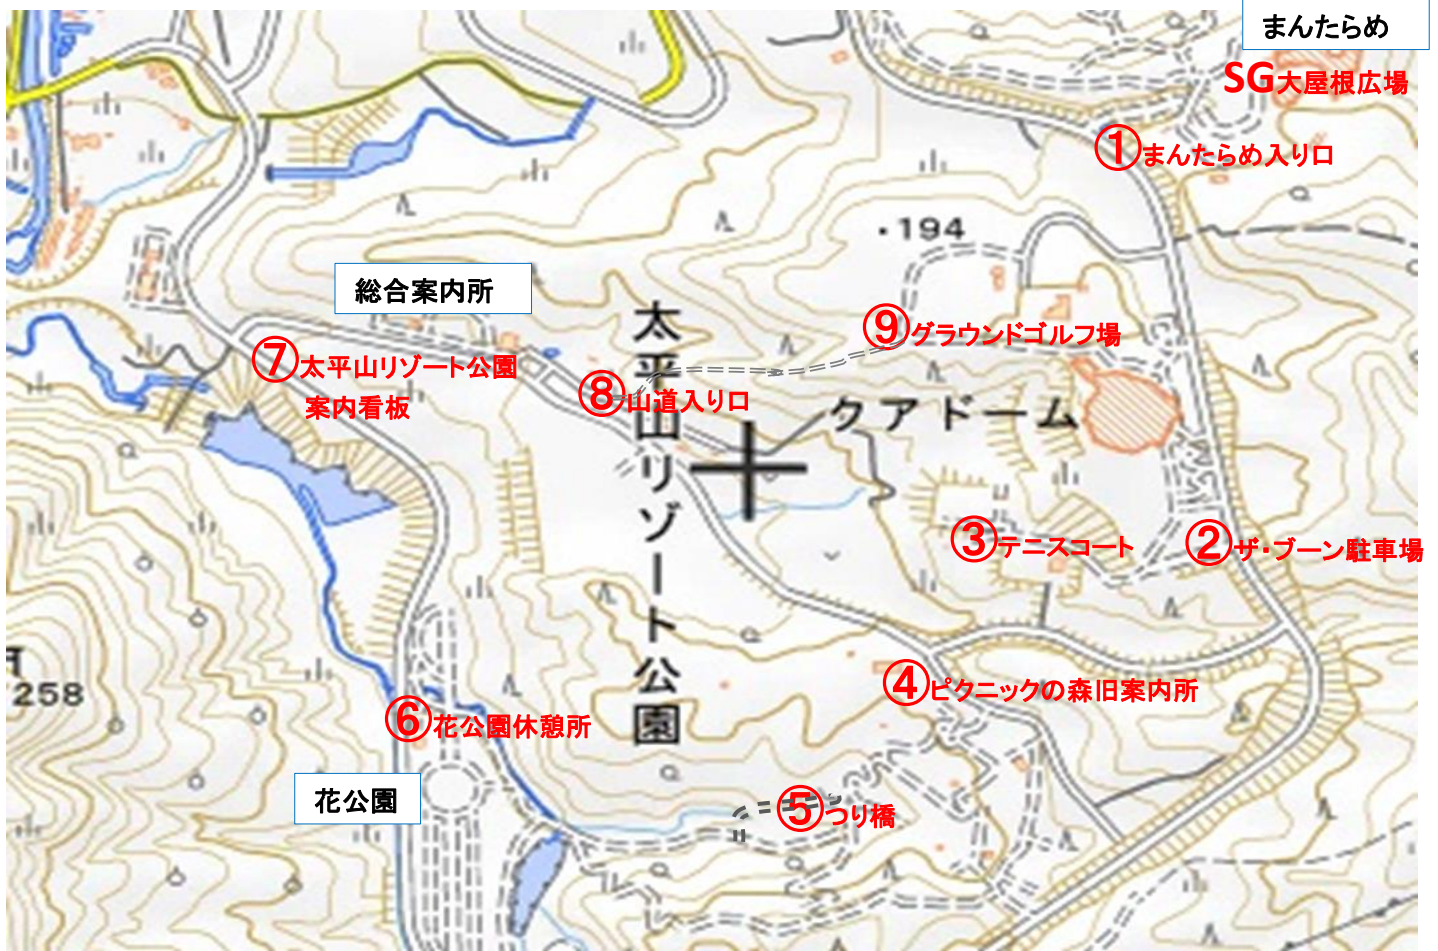 まんたらめ
SG大屋根広場
①まんたらめ入り口
・194
総合案内所
太平山リゾート公園
⑨グラウンドゴルフ場
⑦太平山リゾート公園
案内看板
⑧山道入り口
クアドーム
③テニスコート
②ザ・ブーン駐車場
258
④ピクニックの森旧案内所
⑥花公園休憩所
花公園
⑤つり橋